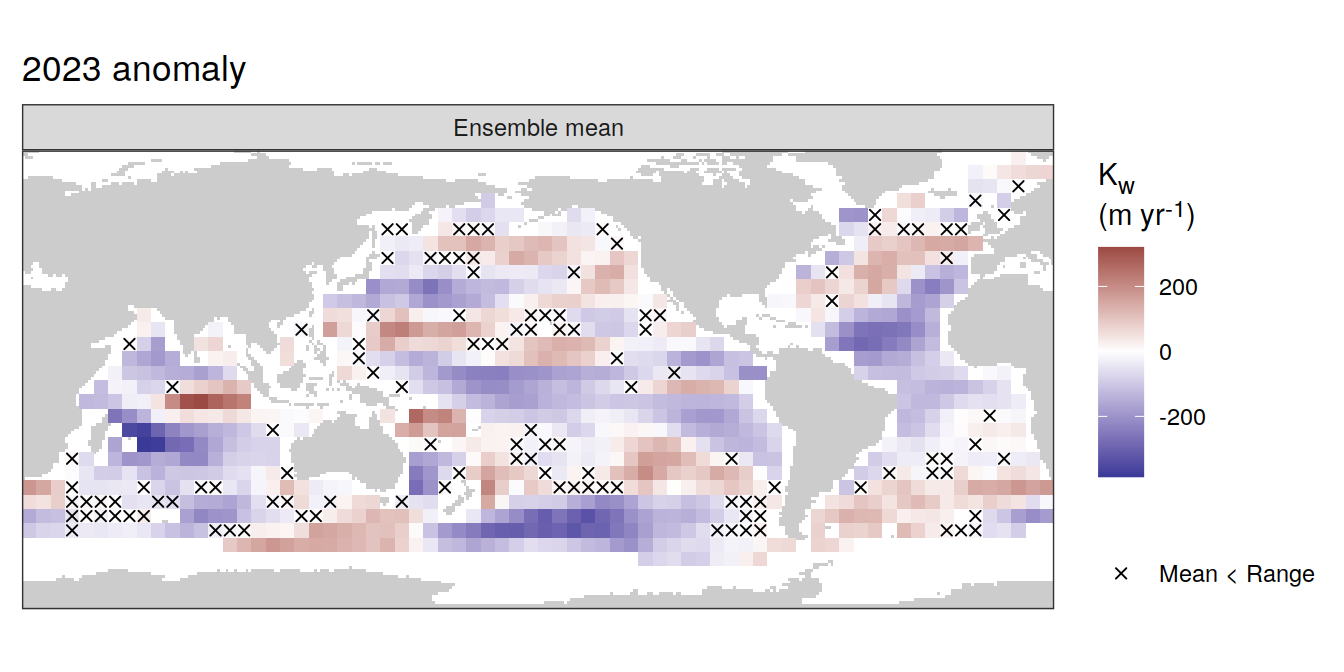 2023 anomaly
Ensemble mean
Kw
(m yr-1)
200
0
-200
× Mean < Range